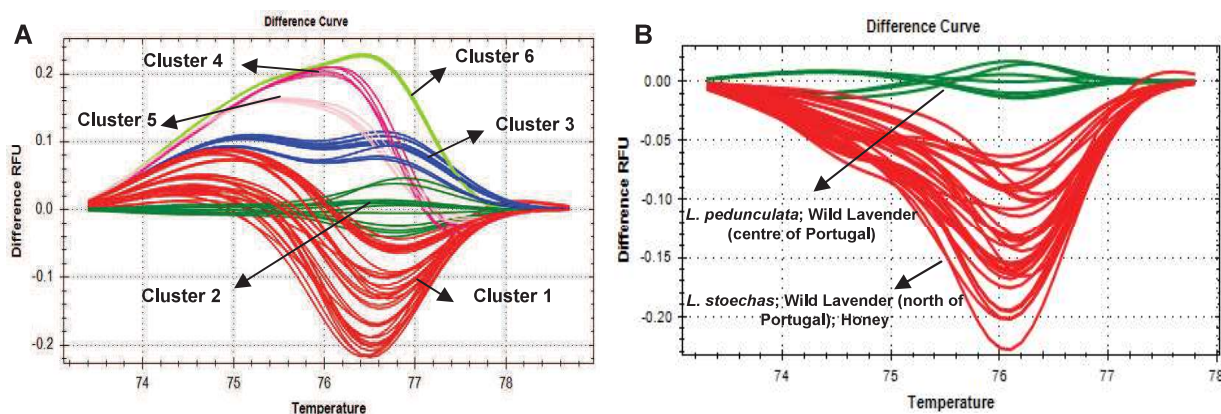 A
Difference Curve
Difference RFU
0.2
0.1
0.0
-0.1
-0.2
Cluster 4
Cluster 6
Cluster 5
Cluster 3
Cluster 2
Cluster 1
74
75
76
77
78
Temperature
B
Difference Curve
Difference RFU
0.00
-0.05
-0.10
-0.15
-0.20
L. pedunculata; Wild Lavender
(centre of Portugal)
L. stoechas; Wild Lavender (north of
Portugal); Honey
74
75
76
77
78
Temperature